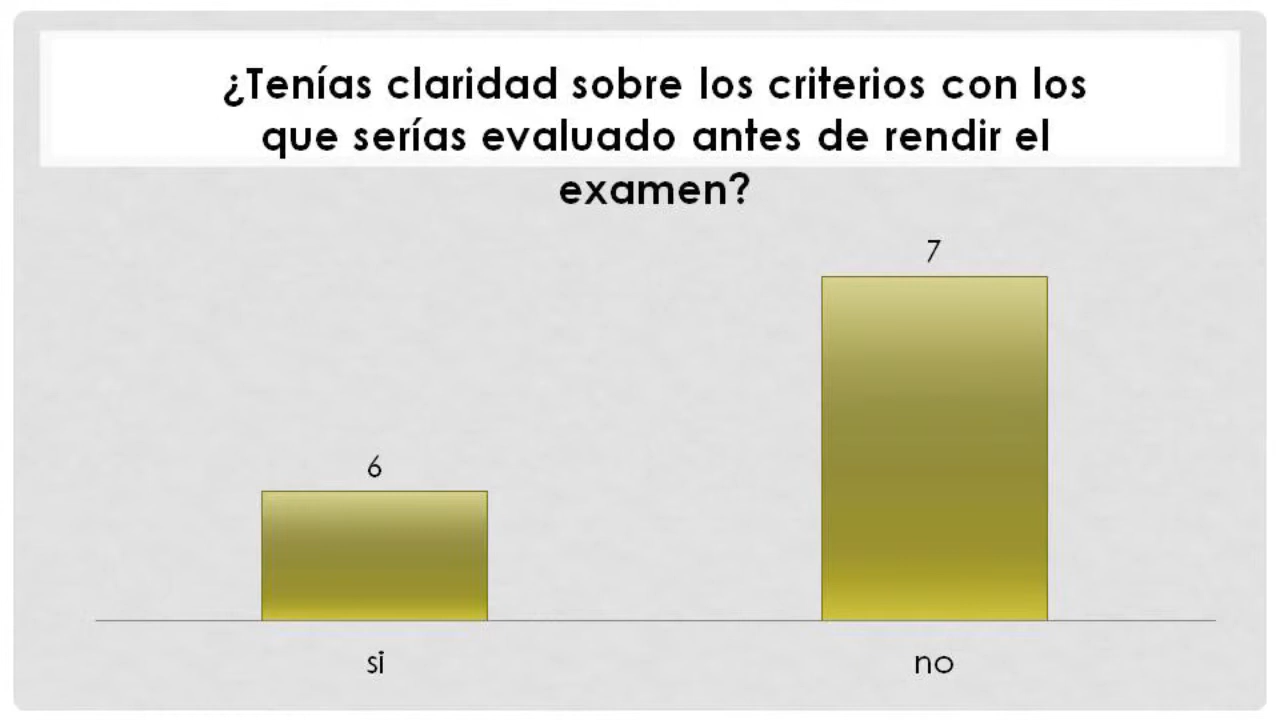 ¿Tenías claridad sobre los criterios con los
que serías evaluado antes de rendir el
examen?
7
6
si
no